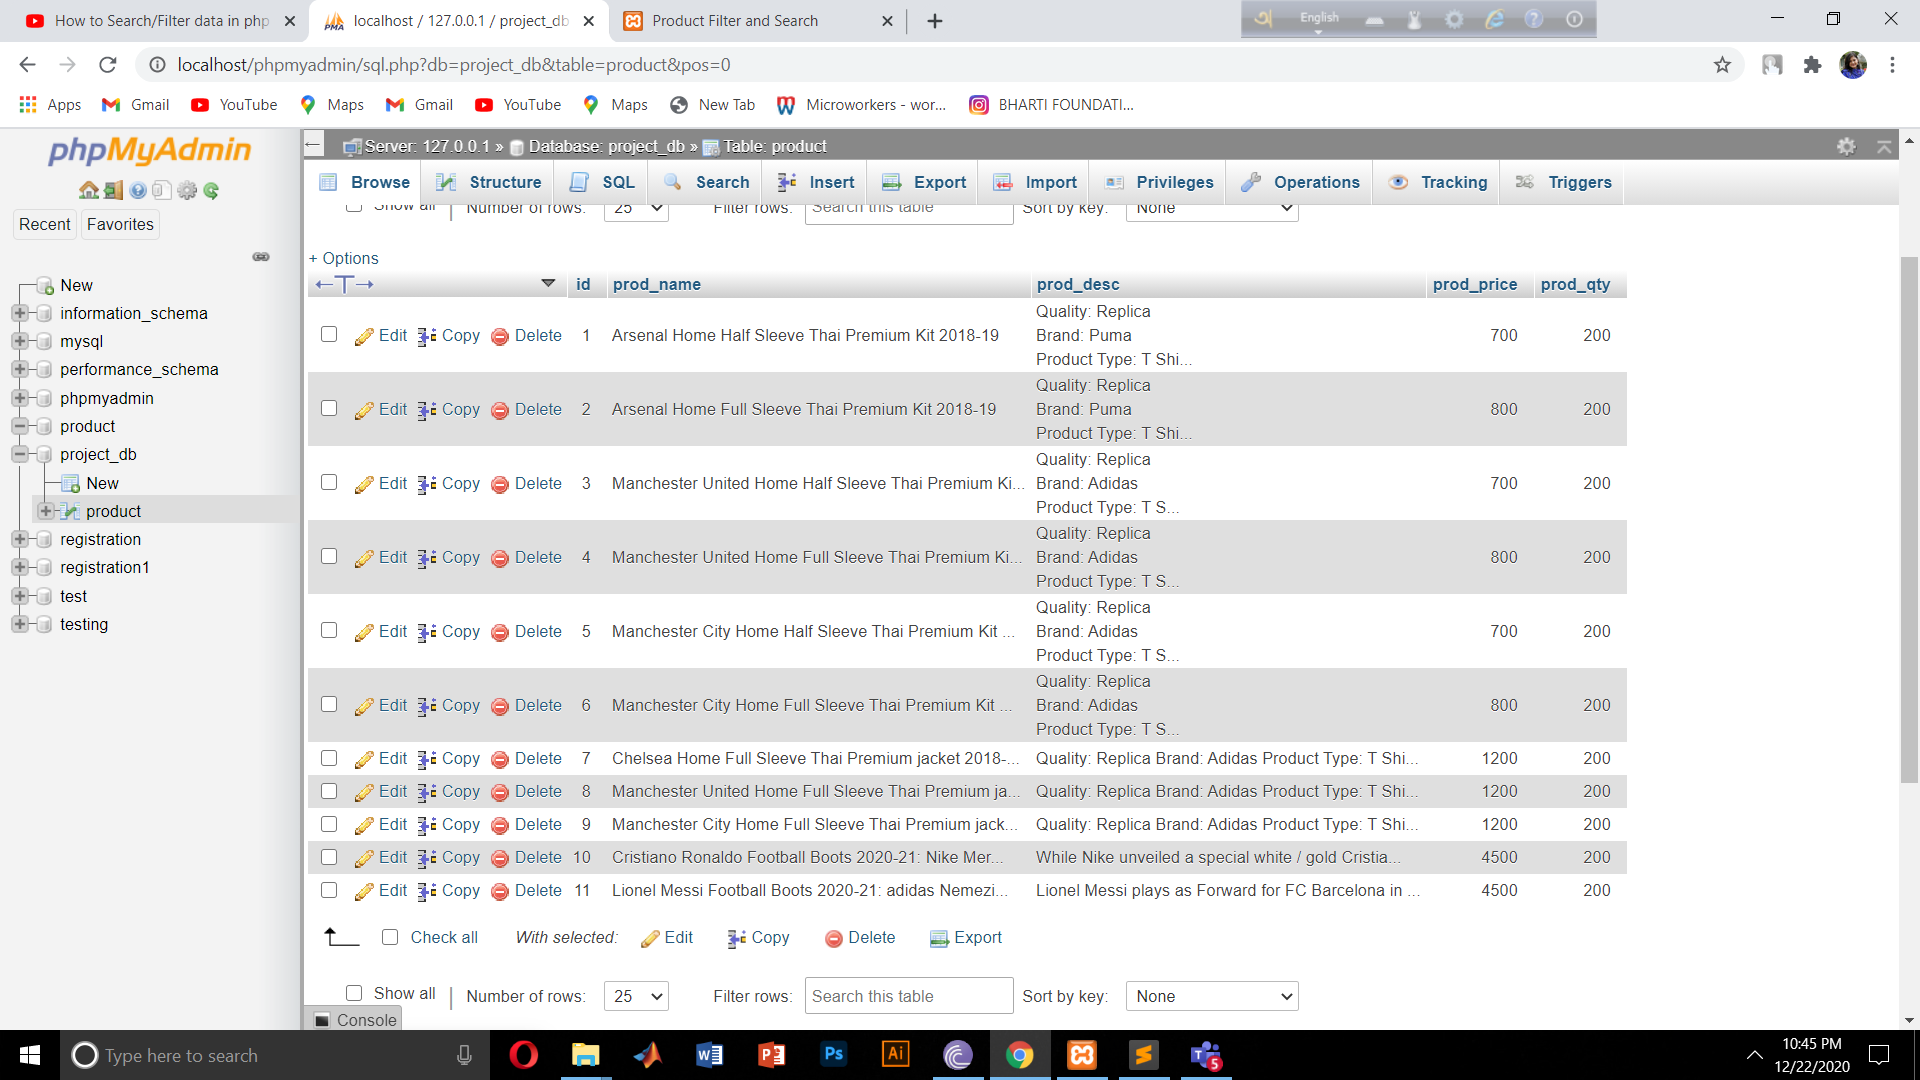 How to Search/Filter data in php
localhost / 127.0.0.1 / project_db
Product Filter and Search
English
localhost/phpmyadmin/sql.php?db=project_db&table=product&pos=0
Apps Gmail YouTube Maps Gmail YouTube Maps New Tab Microworkers - wor... BHARTI FOUNDATI...
phpMyAdmin
Recent Favorites
New
information_schema
mysql
performance_schema
phpmyadmin
product
project_db
New
product
registration
registration1
test
testing
Server: 127.0.0.1 » Database: project_db » Table: product
Browse Structure SQL Search Insert Export Import Privileges Operations Tracking Triggers
Show all Number of rows: 25 Filter rows: Search this table Sort by key: None
+ Options
id prod_name prod_desc prod_price prod_qty
Edit Copy Delete 1 Arsenal Home Half Sleeve Thai Premium Kit 2018-19 Quality: Replica
Brand: Puma
Product Type: T Shi... 700 200
Edit Copy Delete 2 Arsenal Home Full Sleeve Thai Premium Kit 2018-19 Quality: Replica
Brand: Puma
Product Type: T Shi... 800 200
Edit Copy Delete 3 Manchester United Home Half Sleeve Thai Premium Ki... Quality: Replica
Brand: Adidas
Product Type: T S... 700 200
Edit Copy Delete 4 Manchester United Home Full Sleeve Thai Premium Ki... Quality: Replica
Brand: Adidas
Product Type: T S... 800 200
Edit Copy Delete 5 Manchester City Home Half Sleeve Thai Premium Kit ... Quality: Replica
Brand: Adidas
Product Type: T S... 700 200
Edit Copy Delete 6 Manchester City Home Full Sleeve Thai Premium Kit ... Quality: Replica
Brand: Adidas
Product Type: T S... 800 200
Edit Copy Delete 7 Chelsea Home Full Sleeve Thai Premium jacket 2018-... Quality: Replica Brand: Adidas Product Type: T Shi... 1200 200
Edit Copy Delete 8 Manchester United Home Full Sleeve Thai Premium ja... Quality: Replica Brand: Adidas Product Type: T Shi... 1200 200
Edit Copy Delete 9 Manchester City Home Full Sleeve Thai Premium jack... Quality: Replica Brand: Adidas Product Type: T Shi... 1200 200
Edit Copy Delete 10 Cristiano Ronaldo Football Boots 2020-21: Nike Mer... While Nike unveiled a special white / gold Cristia... 4500 200
Edit Copy Delete 11 Lionel Messi Football Boots 2020-21: adidas Nemezi... Lionel Messi plays as Forward for FC Barcelona in ... 4500 200
Check all With selected: Edit Copy Delete Export
Show all Number of rows: 25 Filter rows: Search this table Sort by key: None
Console
Type here to search
10:45 PM
12/22/2020